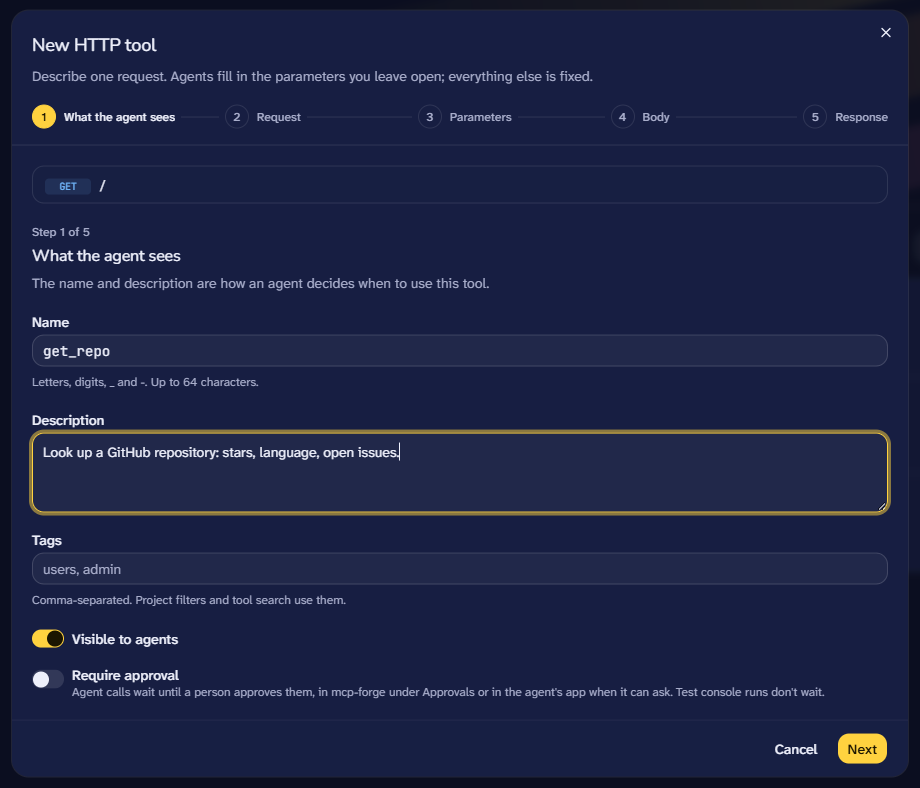 New HTTP tool
Describe one request. Agents fill in the parameters you leave open; everything else is fixed.
1 What the agent sees 2 Request 3 Parameters 4 Body 5 Response
GET /
Step 1 of 5
What the agent sees
The name and description are how an agent decides when to use this tool.
Name
get_repo
Letters, digits, _ and -. Up to 64 characters.
Description
Look up a GitHub repository: stars, language, open issues.
Tags
users, admin
Comma-separated. Project filters and tool search use them.
Visible to agents
Require approval
Agent calls wait until a person approves them, in mcp-forge under Approvals or in the agent's app when it can ask. Test console runs don't wait.
Cancel Next